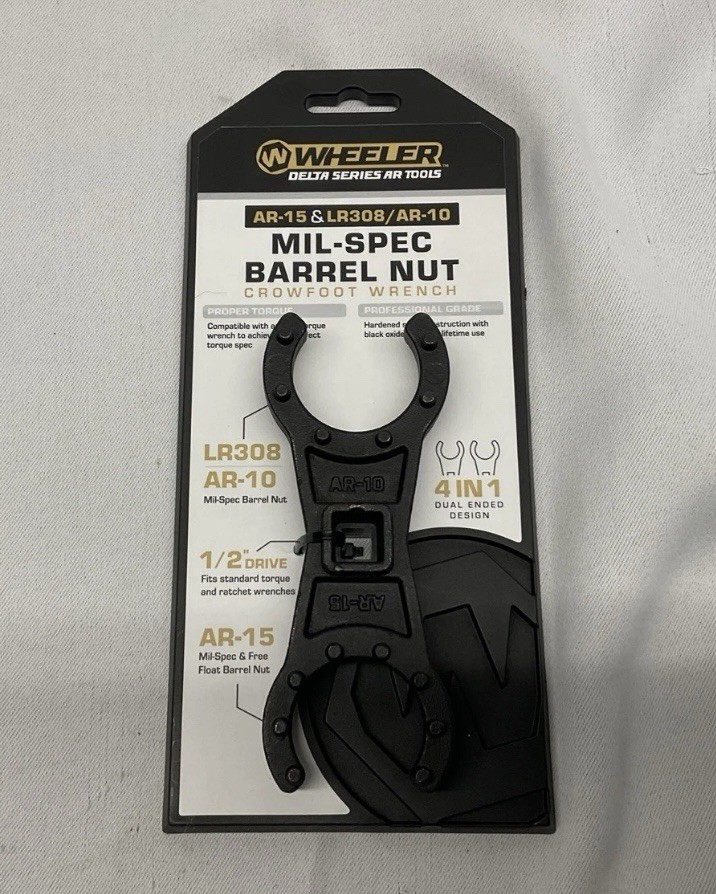 WHEELER
DELTA SERIES AR TOOLS
AR-15 & LR308/AR-10
MIL-SPEC
BARREL NUT
CROWFOOT WRENCH
PROPER TORQUE
Compatible with a
wrench to
torque spec
PROFESSIONAL GRADE
Hardened
with
black oxide
lifetime use
LR308
AR-10
Mil-Spec Barrel Nut
AR-10
4 IN 1
DUAL ENDED
DESIGN
1/2" DRIVE
Fits standard torque
and ratchet wrenches
AR-15
AR-15
Mil-Spec & Free
Float Barrel Nut